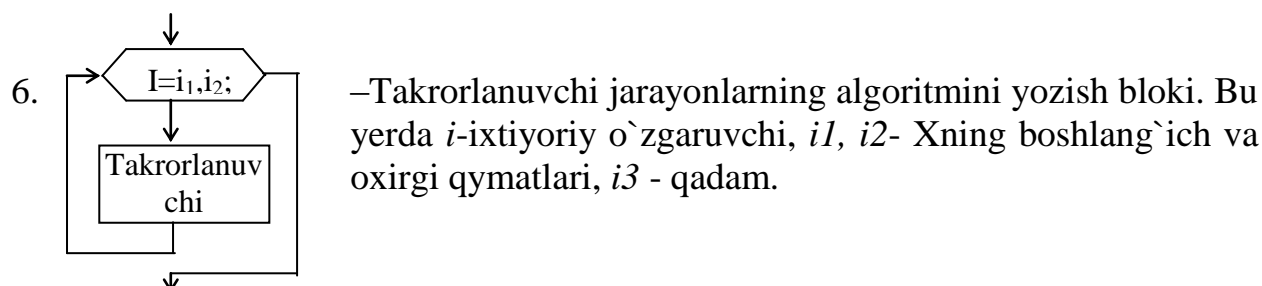 6.
I=i₁,i₂;
Takrorlanuv
chi
–Takrorlanuvchi jarayonlarning algoritmini yozish bloki. Bu
yerda i-ixtiyoriy o`zgaruvchi, i1, i2- Xning boshlang`ich va
oxirgi qymatlari, i3 - qadam.